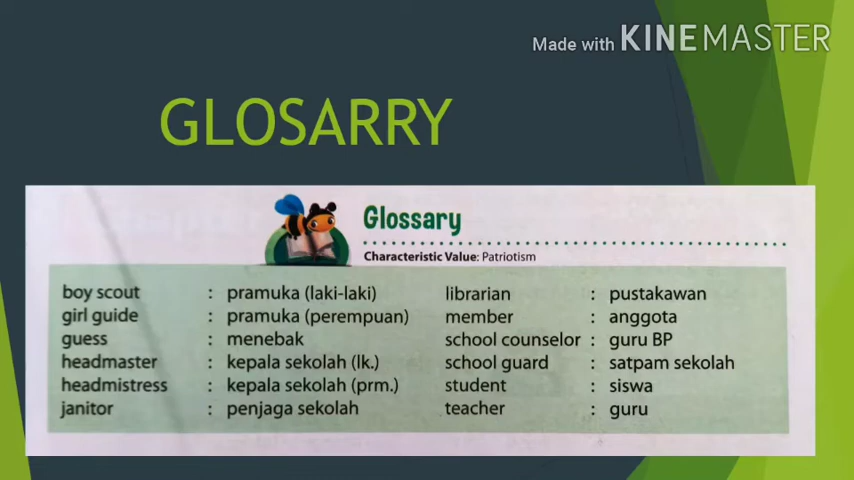 Made with KINEMASTER
GLOSARRY
Glossary
Characteristic Value: Patriotism
boy scout : pramuka (laki-laki)
girl guide : pramuka (perempuan)
guess : menebak
headmaster : kepala sekolah (lk.)
headmistress : kepala sekolah (prm.)
janitor : penjaga sekolah
librarian : pustakawan
member : anggota
school counselor : guru BP
school guard : satpam sekolah
student : siswa
teacher : guru